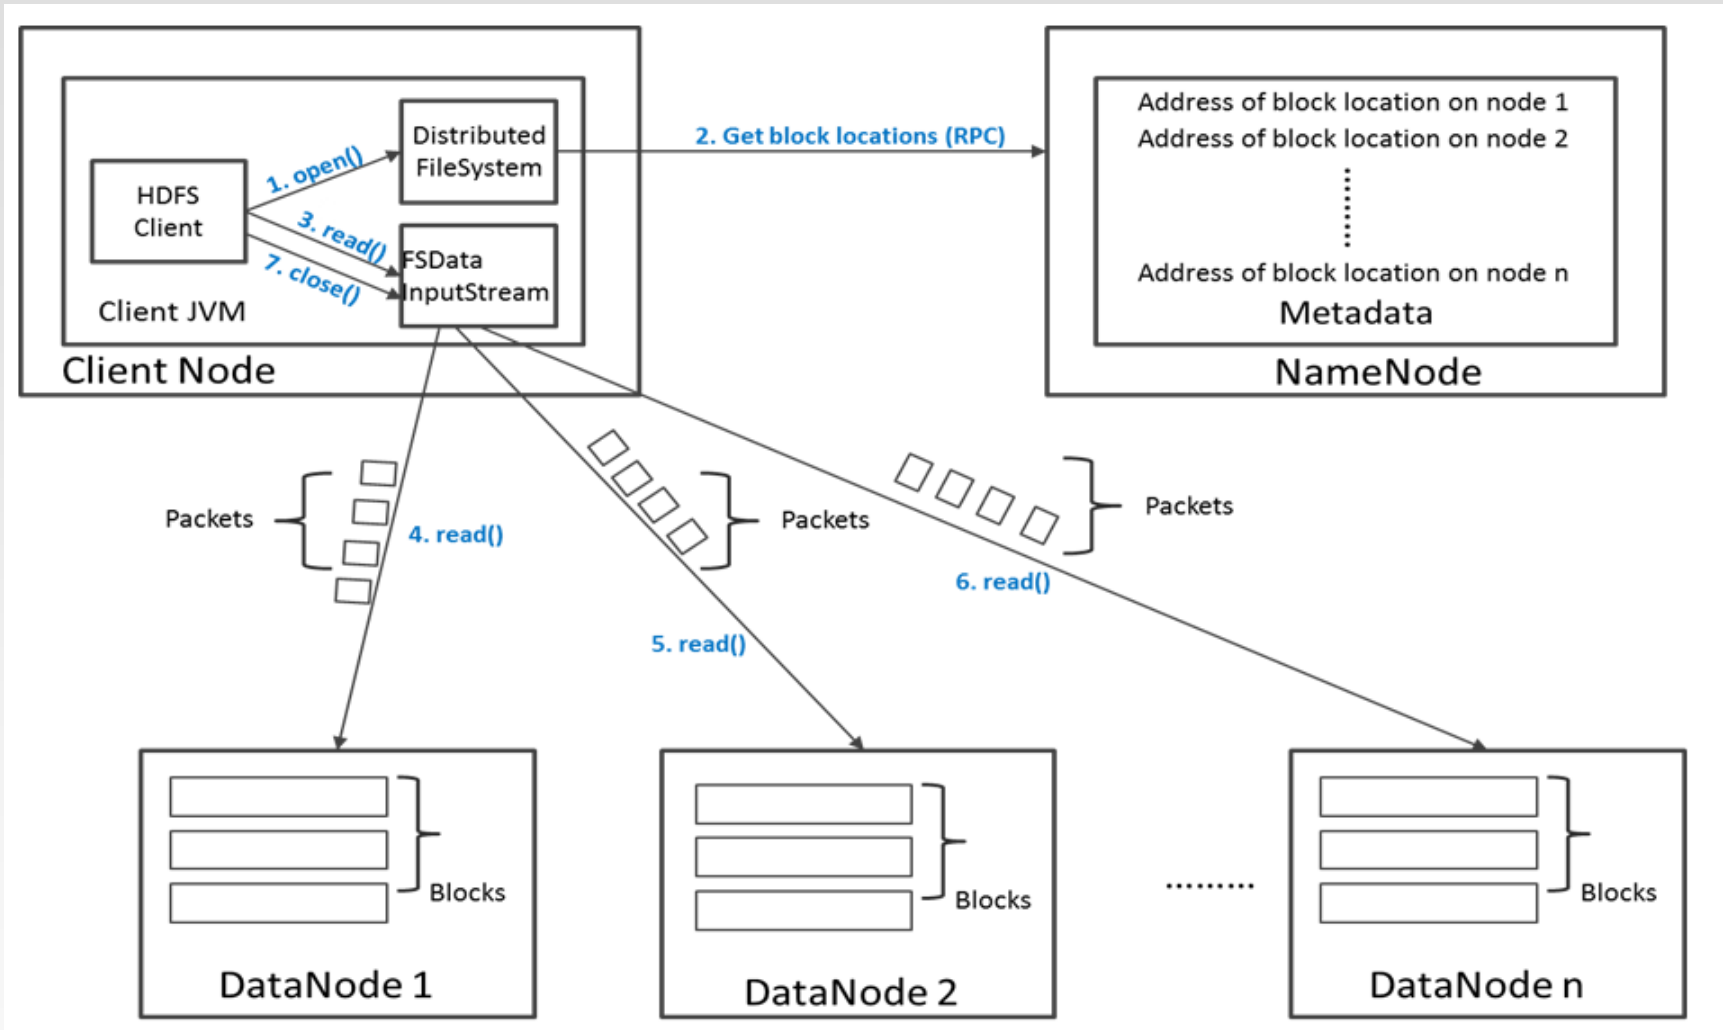 Distributed
FileSystem
HDFS
Client
1. open()
3. read()
7. close()
FSData
InputStream
Client JVM
Client Node
2. Get block locations (RPC)
Address of block location on node 1
Address of block location on node 2
Address of block location on node n
Metadata
NameNode
Packets
4. read()
Packets
5. read()
Packets
6. read()
Blocks
DataNode 1
Blocks
DataNode 2
Blocks
DataNode n